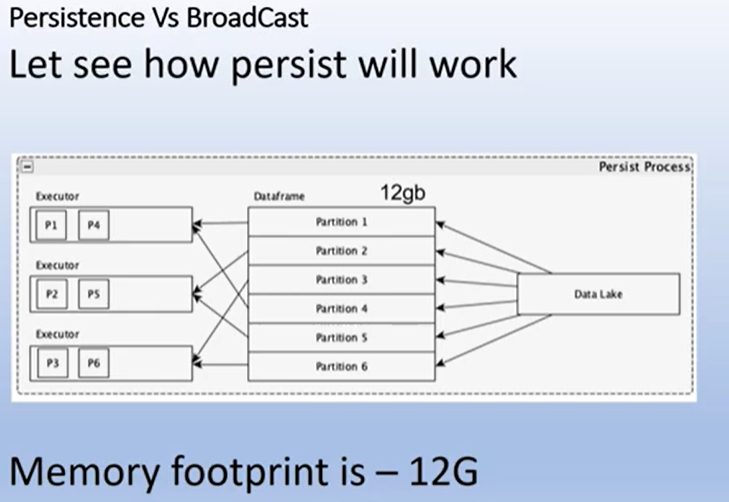 Persistence Vs BroadCast
Let see how persist will work
Persist Process
Executor
P1 P4
Executor
P2 P5
Executor
P3 P6
Dataframe 12gb
Partition 1
Partition 2
Partition 3
Partition 4
Partition 5
Partition 6
Data Lake
Memory footprint is – 12G